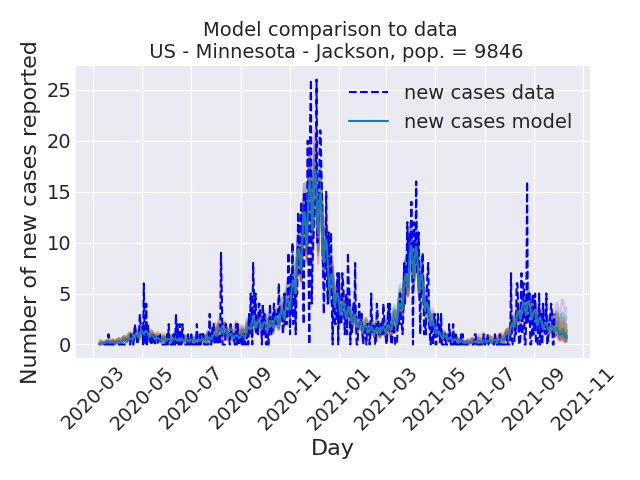 Model comparison to data
US - Minnesota - Jackson, pop. = 9846
Number of new cases reported
25
20
15
10
5
0
new cases data
new cases model
2020-03
2020-05
2020-07
2020-09
2020-11
2021-01
2021-03
2021-05
2021-07
2021-09
2021-11
Day